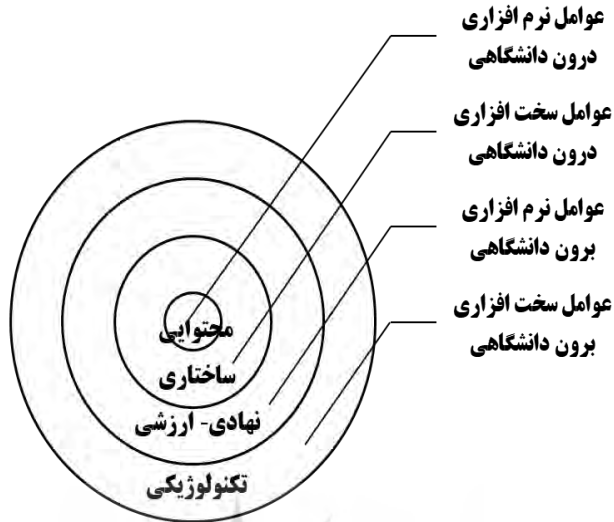 عوامل نرم افزاری
درون دانشگاهی
عوامل سخت افزاری
درون دانشگاهی
عوامل نرم افزاری
برون دانشگاهی
عوامل سخت افزاری
برون دانشگاهی
محتوایی
ساختاری
نهادی- ارزشی
تکنولوژیکی